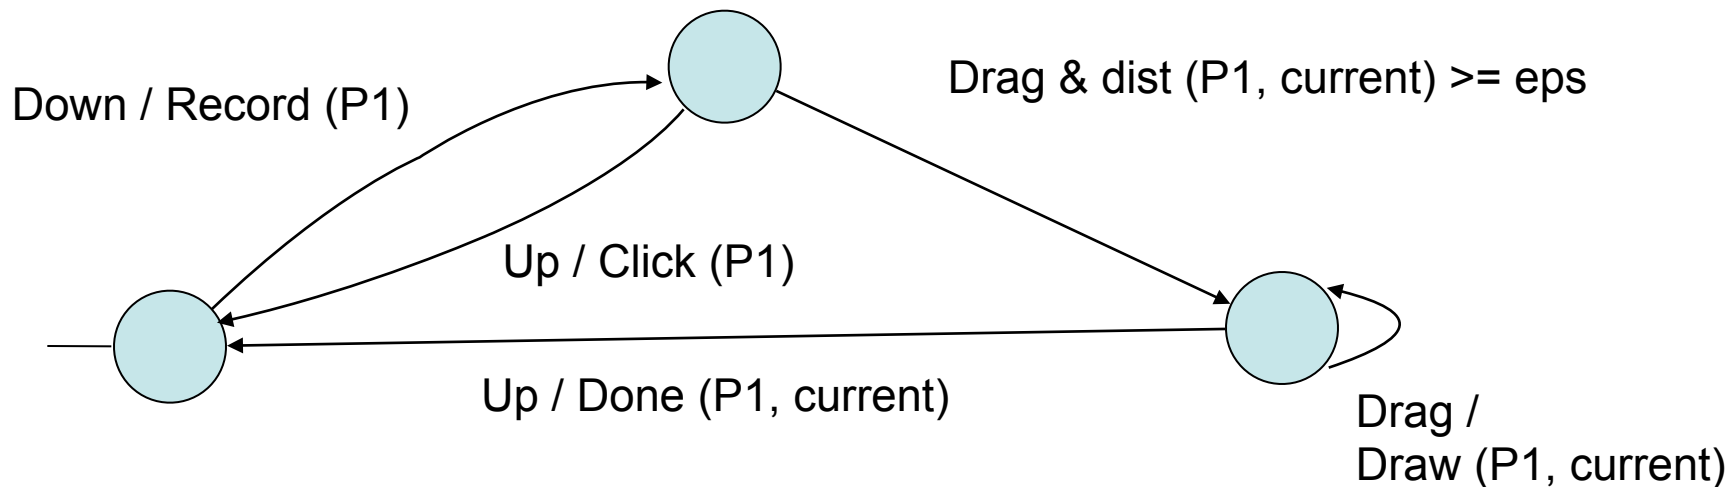 Drag & dist (P1, current) >= eps
Down / Record (P1)
Up / Click (P1)
Up / Done (P1, current)
Drag /
Draw (P1, current)